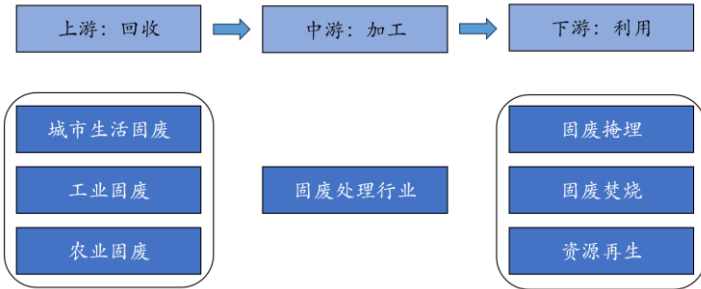 上游：回收
中游：加工
下游：利用
城市生活固废
固废掩埋
工业固废
固废处理行业
固废焚烧
农业固废
资源再生